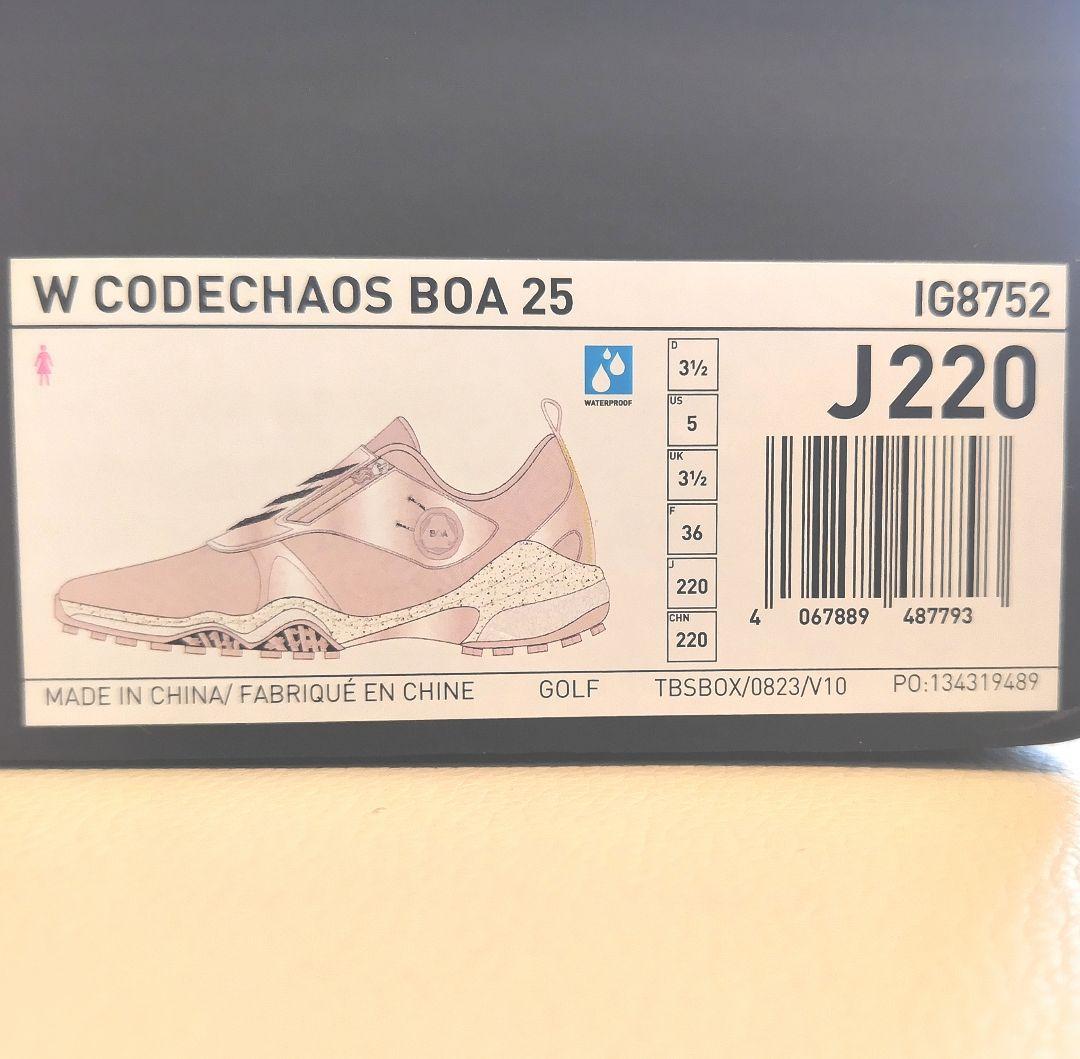 W CODECHAOS BOA 25
IG8752
WATERPROOF
D
3½
US
5
UK
3½
F
36
J
220
CHN
220
J220
BOA
4 067889 487793
MADE IN CHINA/ FABRIQUÉ EN CHINE
GOLF
TBSBOX/0823/V10
PO:134319489